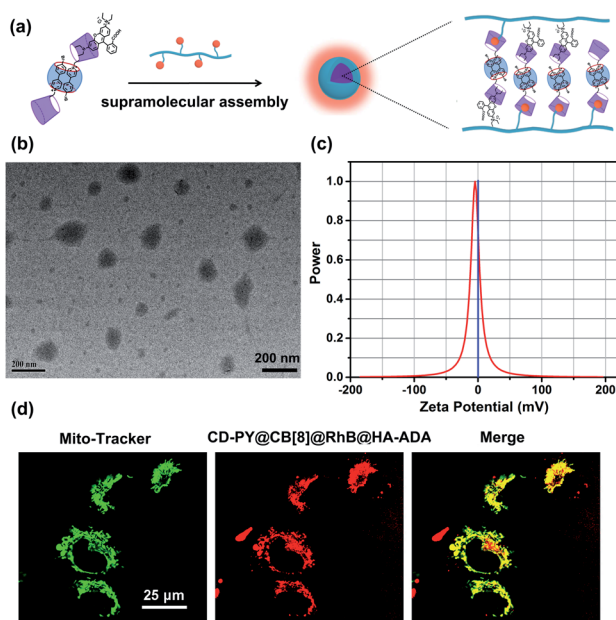 (a)
supramolecular assembly
(b)
200 nm
200 nm
(c)
1.0
0.8
0.6
0.4
0.2
0.0
Power
-200
-100
0
100
200
Zeta Potential (mV)
(d)
Mito-Tracker
CD-PY@CB[8]@RhB@HA-ADA
Merge
25 μm